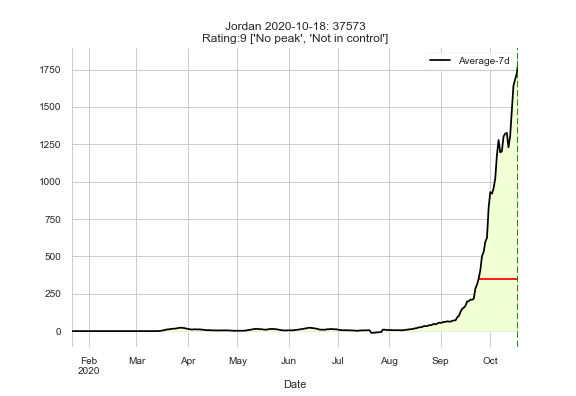 Jordan 2020-10-18: 37573
Rating:9 ['No peak', 'Not in control']
Average-7d
1750
1500
1250
1000
750
500
250
0
Feb Mar Apr May Jun Jul Aug Sep Oct
2020
Date